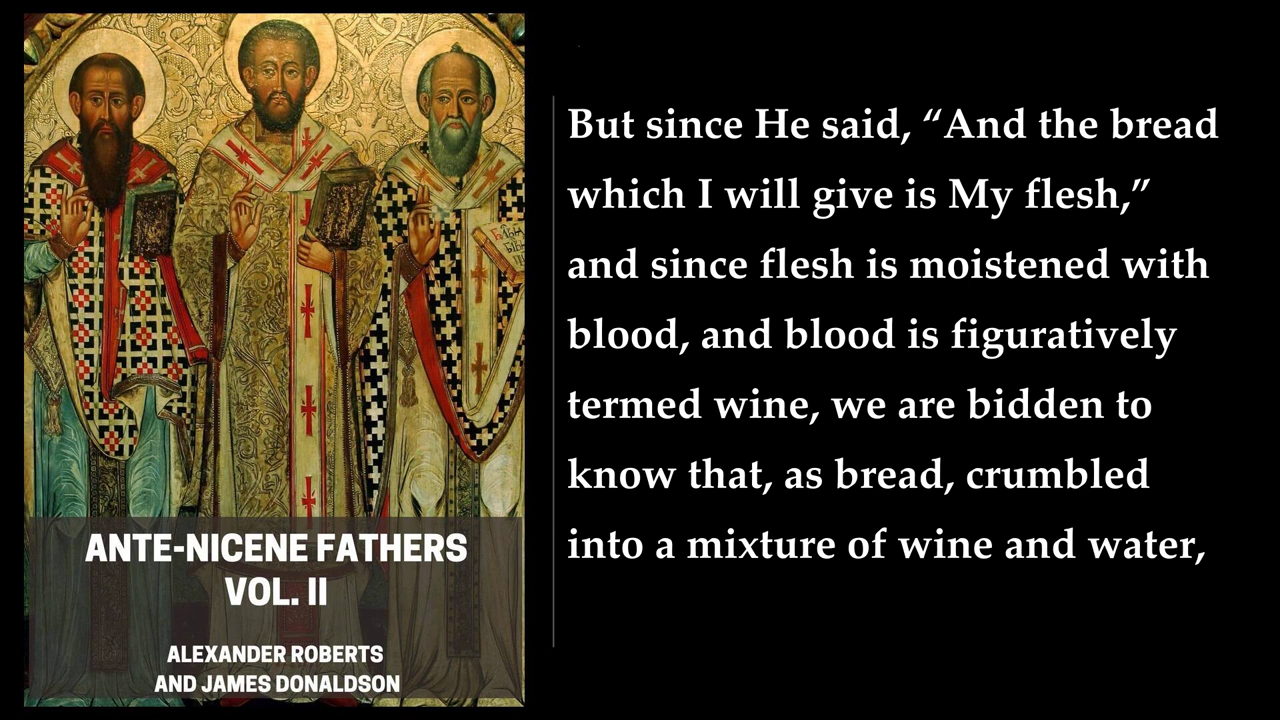 ANTE-NICENE FATHERS
VOL. II
ALEXANDER ROBERTS
AND JAMES DONALDSON
But since He said, “And the bread
which I will give is My flesh,”
and since flesh is moistened with
blood, and blood is figuratively
termed wine, we are bidden to
know that, as bread, crumbled
into a mixture of wine and water,